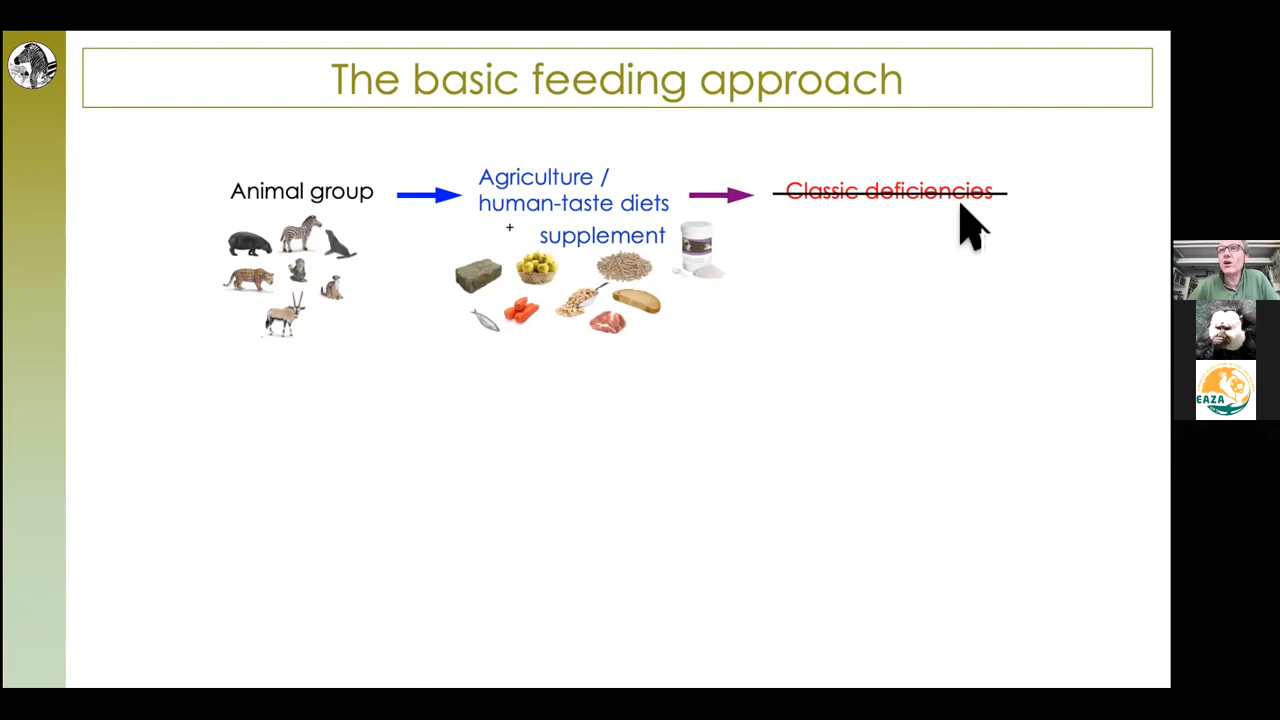 The basic feeding approach
Animal group
Agriculture /
human-taste diets
+ supplement
Classic deficiencies
EAZA